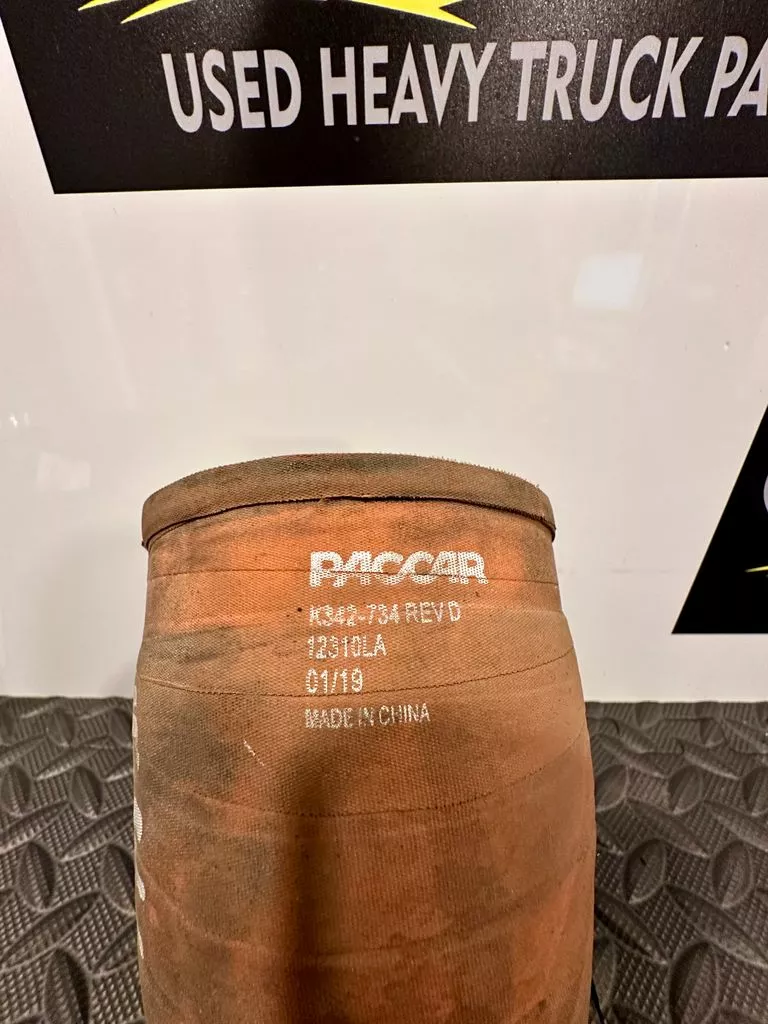 USED HEAVY TRUCK PA
PACCAR
K342-734 REV D
12310LA
01/19
MADE IN CHINA